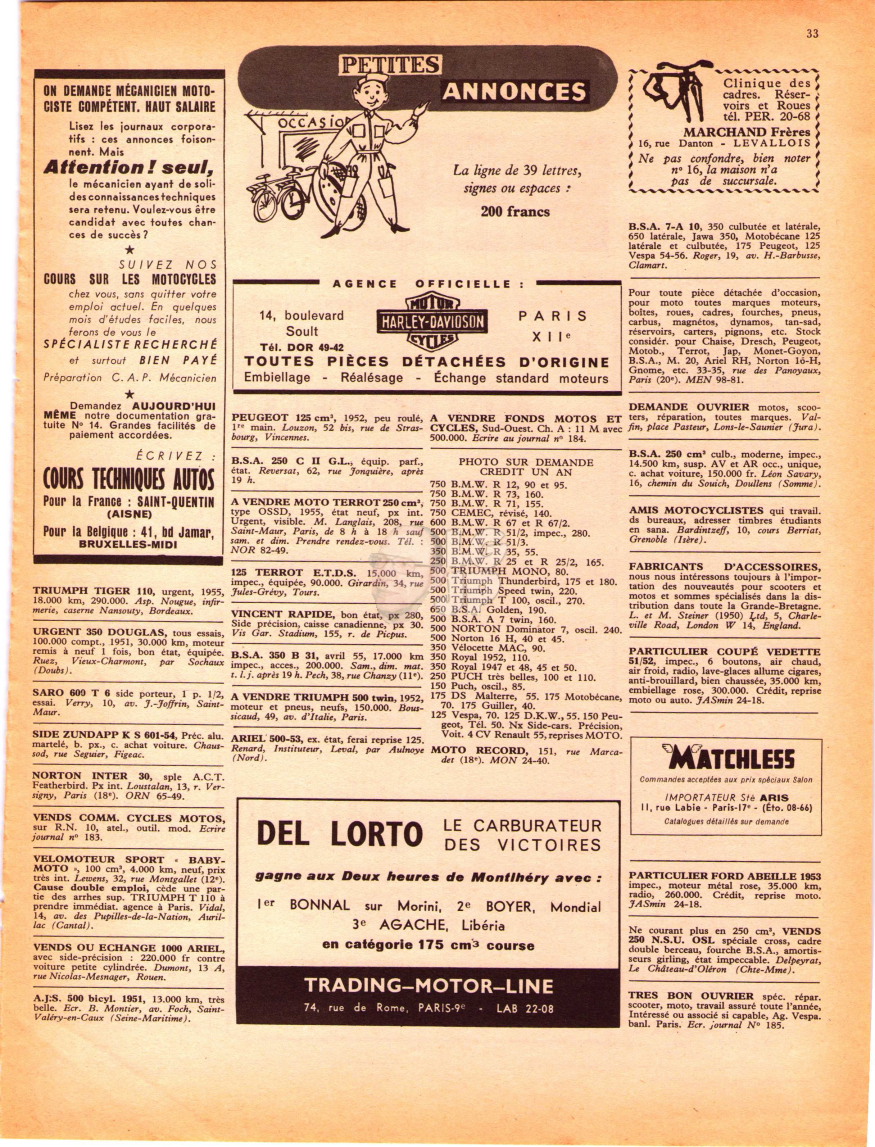 33
ON DEMANDE MÉCANICIEN MOTO-
CISTE COMPÉTENT. HAUT SALAIRE
Lisez les journaux corpora-
tifs : ces annonces foison-
nent. Mais
Attention ! seul,
le mécanicien ayant de soli-
des connaissances techniques
sera retenu. Voulez-vous être
candidat avec toutes chan-
ces de succès ?
★
SUIVEZ NOS
COURS SUR LES MOTOCYCLES
chez vous, sans quitter votre
emploi actuel. En quelques
mois d'études faciles, nous
ferons de vous le
SPÉCIALISTE RECHERCHÉ
et surtout BIEN PAYÉ
Préparation C.A.P. Mécanicien
★
Demandez AUJOURD'HUI
MÊME notre documentation gra-
tuite N° 14. Grandes facilités de
paiement accordées.
ÉCRIVEZ :
COURS TECHNIQUES AUTOS
Pour la France : SAINT-QUENTIN
(AISNE)
Pour la Belgique : 41, bd Jamar,
BRUXELLES-MIDI
TRIUMPH TIGER 110, urgent, 1955,
18.000 km, 290.000. Asp. Nougue, infir-
merie, caserne Nansouty, Bordeaux.
URGENT 350 DOUGLAS, tous essais,
100.000 compt., 1951, 30.000 km, moteur
remis à neuf 1 fois, bon état, équipée.
Ruez, Vieux-Charmont, par Sochaux
(Doubs).
SARO 609 T 6 side porteur, 1 p. 1/2,
essai. Verry, 10, av. J.-Joffrin, Saint-
Maur.
SIDE ZUNDAPP K S 601-54, Préc. alu.
martelé, b. px., c. achat voiture. Chaus-
sod, rue Seguier, Figeac.
NORTON INTER 30, sple A.C.T.
Featherbird. Px int. Loustalan, 13, r. Ver-
signy, Paris (18e). ORN 65-49.
VENDS COMM. CYCLES MOTOS,
sur R.N. 10, atel., outil. mod. Ecrire
journal n° 183.
VELOMOTEUR SPORT « BABY-
MOTO », 100 cm³, 4.000 km, neuf, prix
très int. Lewens, 32, rue Montgallet (12e).
Cause double emploi, cède une par-
tie des arrhes sup. TRIUMPH T 110 à
prendre immédiat. agence à Paris. Vidal,
14, av. des Pupilles-de-la-Nation, Auril-
lac (Cantal).
VENDS OU ECHANGE 1000 ARIEL,
avec side-précision : 220.000 fr contre
voiture petite cylindrée. Dumont, 13 A,
rue Nicolas-Mesnager, Rouen.
A.J.S. 500 bicyl. 1951, 13.000 km, très
belle. Ecr. B. Montier, av. Foch, Saint-
Valéry-en-Caux (Seine-Maritime).
PETITES
ANNONCES
OCCASION
La ligne de 39 lettres,
signes ou espaces :
200 francs
AGENCE OFFICIELLE :
14, boulevard
Soult
Tél. DOR 49-42
MOTOR
HARLEY-DAVIDSON
CYCLES
PARIS
XIIe
TOUTES PIÈCES DÉTACHÉES D'ORIGINE
Embiellage - Réalésage - Échange standard moteurs
PEUGEOT 125 cm³, 1952, peu roulé,
1re main. Louzon, 52 bis, rue de Stras-
bourg, Vincennes.
B.S.A. 250 C II G.L., équip. parf.,
état. Reversat, 62, rue Jonquière, après
19 h.
A VENDRE MOTO TERROT 250 cm³,
type OSSD, 1955, état neuf, px int.
Urgent, visible. M. Langlais, 208, rue
Saint-Maur, Paris, de 8 h à 18 h sauf
sam. et dim. Prendre rendez-vous. Tél. :
NOR 82-49.
125 TERROT E.T.D.S. 15.000 km,
impec., équipée, 90.000. Girardin, 34, rue
Jules-Grévy, Tours.
VINCENT RAPIDE, bon état, px 280,
Side précision, caisse canadienne, px 30.
Vis Gar. Stadium, 155, r. de Picpus.
B.S.A. 350 B 31, avril 55, 17.000 km
impec., acces., 200.000. Sam., dim. mat.
t. l. j. après 19 h. Pech, 38, rue Chanzy (11e).
A VENDRE TRIUMPH 500 twin, 1952,
moteur et pneus, neufs, 150.000. Bous-
sicaud, 49, av. d'Italie, Paris.
ARIEL 500-53, ex. état, ferai reprise 125.
Renard, Instituteur, Leval, par Aulnoye
(Nord).
A VENDRE FONDS MOTOS ET
CYCLES, Sud-Ouest. Ch. A : 11 M avec
500.000. Ecrire au journal n° 184.
PHOTO SUR DEMANDE
CREDIT UN AN
750 B.M.W. R 12, 90 et 95.
750 B.M.W. R 73, 160.
750 B.M.W. R 71, 155.
750 CEMEC, révisé, 140.
600 B.M.W. R 67 et R 67/2.
500 B.M.W. R 51/2, impec., 280.
500 B.M.W. R 51/3.
350 B.M.W. R 35, 55.
250 B.M.W. R 25 et R 25/2, 165.
500 TRIUMPH MONO, 80.
500 Triumph Thunderbird, 175 et 180.
500 Triumph Speed twin, 220.
500 Triumph T 100, oscil., 270.
650 B.S.A. Golden, 190.
500 B.S.A. A 7 twin, 160.
500 NORTON Dominator 7, oscil. 240.
500 Norton 16 H, 40 et 45.
350 Vélocette MAC, 90.
350 Royal 1952, 110.
350 Royal 1947 et 48, 45 et 50.
250 PUCH très belles, 100 et 110.
150 Puch, oscil., 85.
175 DS Malterre, 55. 175 Motobécane,
70. 175 Guiller, 40.
125 Vespa, 70. 125 D.K.W., 55. 150 Peu-
geot, Tél. 50. Nx Side-cars. Précision,
Voit. 4 CV Renault 55, reprises MOTO.
MOTO RECORD, 151, rue Marca-
det (18e). MON 24-40.
DEL LORTO
LE CARBURATEUR
DES VICTOIRES
gagne aux Deux heures de Montlhéry avec :
1er BONNAL sur Morini, 2e BOYER, Mondial
3e AGACHE, Libéria
en catégorie 175 cm³ course
TRADING-MOTOR-LINE
74, rue de Rome, PARIS-9e - LAB 22-08
Clinique des
cadres. Réser-
voirs et Roues
tél. PER. 20-68
MARCHAND Frères
16, rue Danton - LEVALLOIS
Ne pas confondre, bien noter
n° 16, la maison n'a
pas de succursale.
B.S.A. 7-A 10, 350 culbutée et latérale,
650 latérale, Jawa 350, Motobécane 125
latérale et culbutée, 175 Peugeot, 125
Vespa 54-56. Roger, 19, av. H.-Barbusse,
Clamart.
Pour toute pièce détachée d'occasion,
pour moto toutes marques moteurs,
boîtes, roues, cadres, fourches, pneus,
carbus, magnétos, dynamos, tan-sad,
réservoirs, carters, pignons, etc. Stock
considér. pour Chaise, Dresch, Peugeot,
Motob., Terrot, Jap, Monet-Goyon,
B.S.A., M. 20, Ariel RH, Norton 16-H,
Gnome, etc. 33-35, rue des Panoyaux,
Paris (20e). MEN 98-81.
DEMANDE OUVRIER motos, scoo-
ters, réparation, toutes marques. Val-
fin, place Pasteur, Lons-le-Saunier (Jura).
B.S.A. 250 cm³ culb., moderne, impec.,
14.500 km, susp. AV et AR occ., unique,
c. achat voiture, 150.000 fr. Léon Savary,
16, chemin du Souich, Doullens (Somme).
AMIS MOTOCYCLISTES qui travail.
ds bureaux, adresser timbres étudiants
en sana. G. Bardintzeff, 10, cours Berriat,
Grenoble (Isère).
FABRICANTS D'ACCESSOIRES,
nous nous intéressons toujours à l'impor-
tation des nouveautés pour scooters et
motos et sommes spécialisés dans la dis-
tribution dans toute la Grande-Bretagne.
L. et M. Steiner (1950) Ltd, 5, Charle-
ville Road, London W 14, England.
PARTICULIER COUPÉ VEDETTE
51/52, impec., 6 boutons, air chaud,
air froid, radio, lave-glaces allume cigares,
anti-brouillard, bien chaussée, 35.000 km,
embiellage rose, 300.000. Crédit, reprise
moto ou auto. JASmin 24-18.
MATCHLESS
Commandes acceptées aux prix spéciaux Salon
IMPORTATEUR Sté ARIS
11, rue Labie - Paris-17e - (Éto. 08-66)
Catalogues détaillés sur demande
PARTICULIER FORD ABEILLE 1953
impec., moteur métal rose, 35.000 km,
radio, 260.000. Crédit, reprise moto.
JASmin 24-18.
Ne courant plus en 250 cm³, VENDS
250 N.S.U. OSL spéciale cross, cadre
double berceau, fourche B.S.A., amortis-
seurs girling, état impeccable. Delpeyrat,
Le Château-d'Oléron (Chte-Mme).
TRES BON OUVRIER spéc. répar.
scooter, moto, travail assuré toute l'année,
Intéressé ou associé si capable, Ag. Vespa.
banl. Paris. Ecr. journal N° 185.